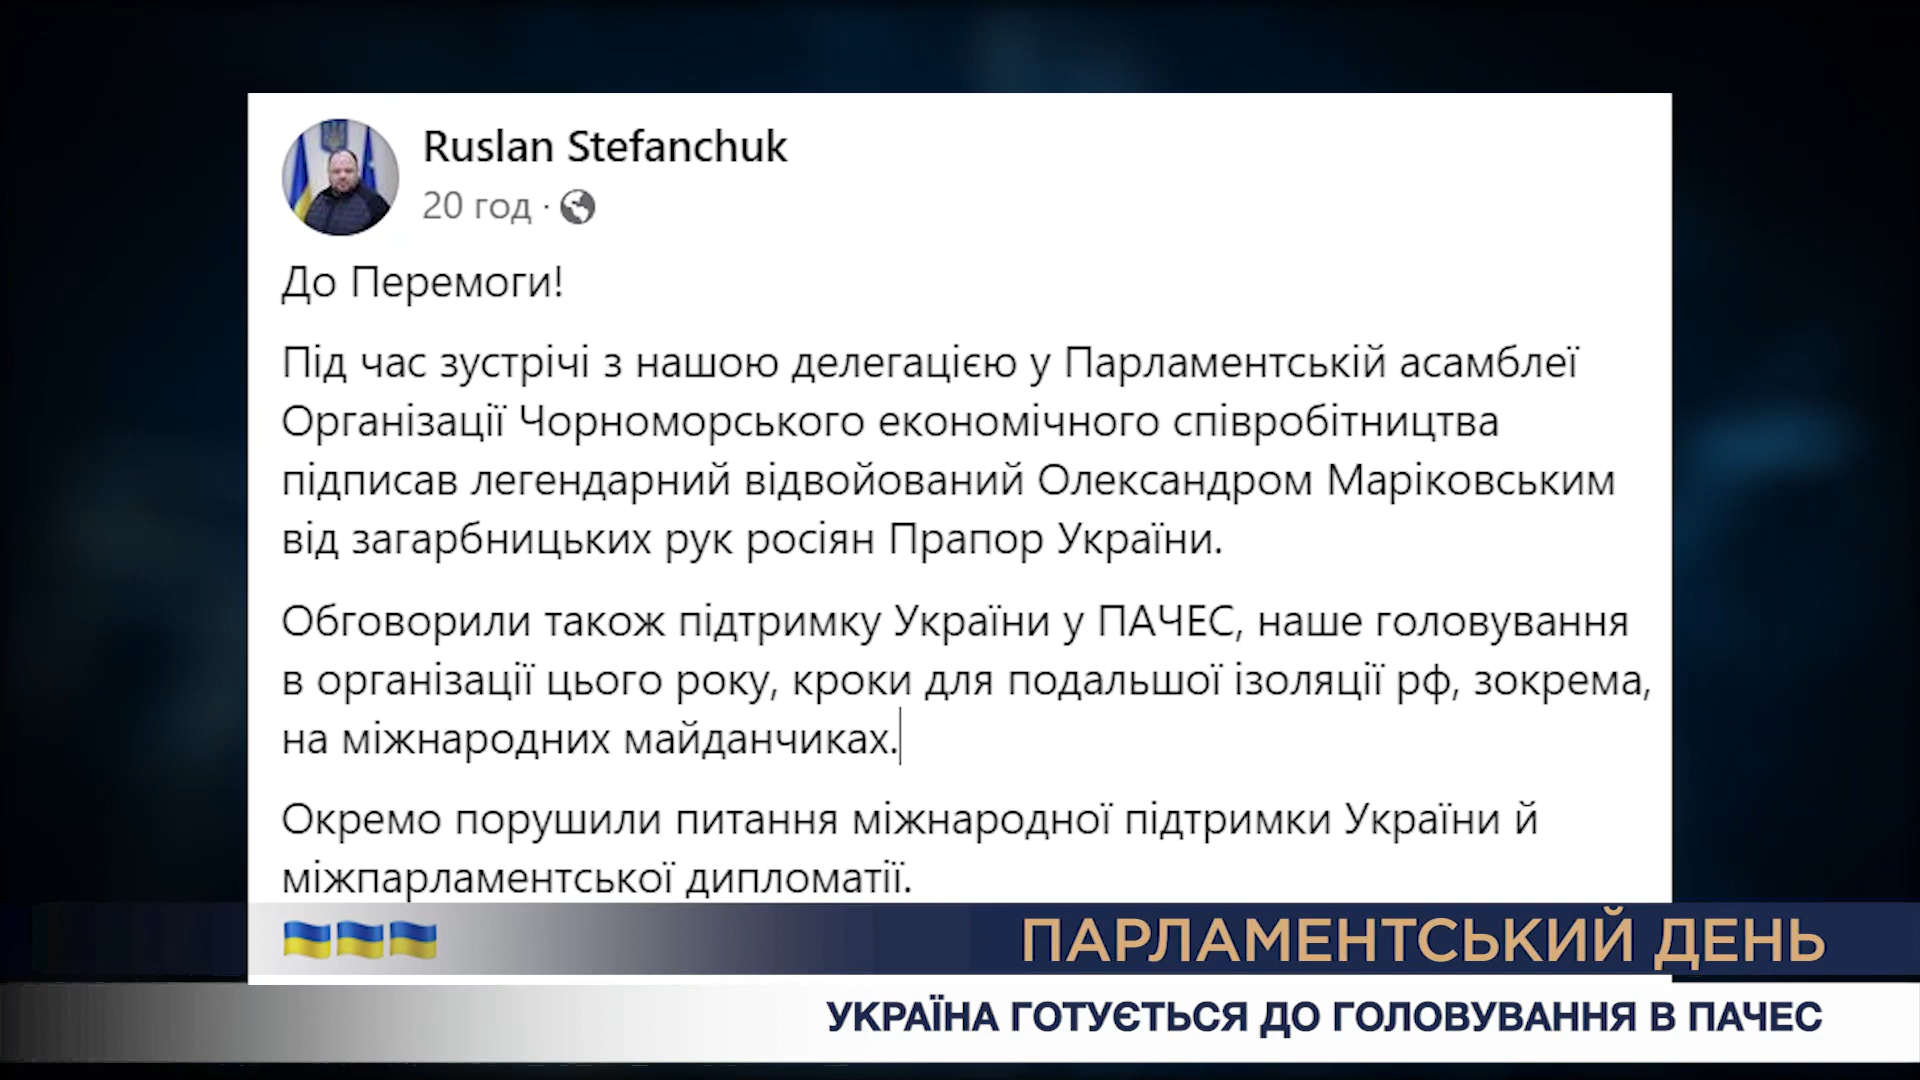 Ruslan Stefanchuk
20 год ·
До Перемоги!
Під час зустрічі з нашою делегацією у Парламентській асамблеї
Організації Чорноморського економічного співробітництва
підписав легендарний відвойований Олександром Маріковським
від загарбницьких рук росіян Прапор України.
Обговорили також підтримку України у ПАЧЕС, наше головування
в організації цього року, кроки для подальшої ізоляції рф, зокрема,
на міжнародних майданчиках.
Окремо порушили питання міжнародної підтримки України й
міжпарламентської дипломатії.
🇺🇦🇺🇦🇺🇦
ПАРЛАМЕНТСЬКИЙ ДЕНЬ
УКРАЇНА ГОТУЄТЬСЯ ДО ГОЛОВУВАННЯ В ПАЧЕС